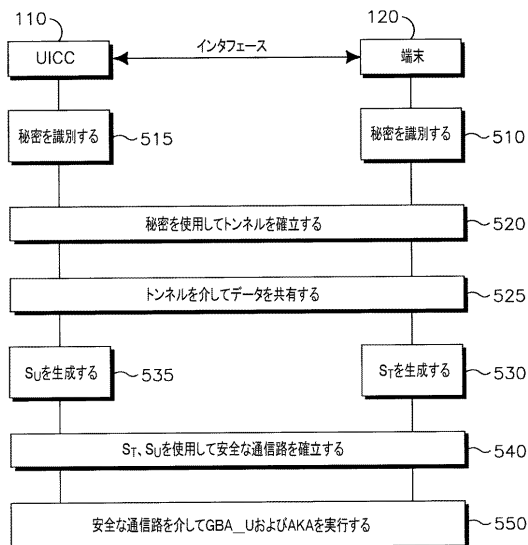 110
120
UICC
インタフェース
端末
秘密を識別する
515
秘密を識別する
510
秘密を使用してトンネルを確立する
520
トンネルを介してデータを共有する
525
SUを生成する
535
STを生成する
530
ST、SUを使用して安全な通信路を確立する
540
安全な通信路を介してGBA__UおよびAKAを実行する
550